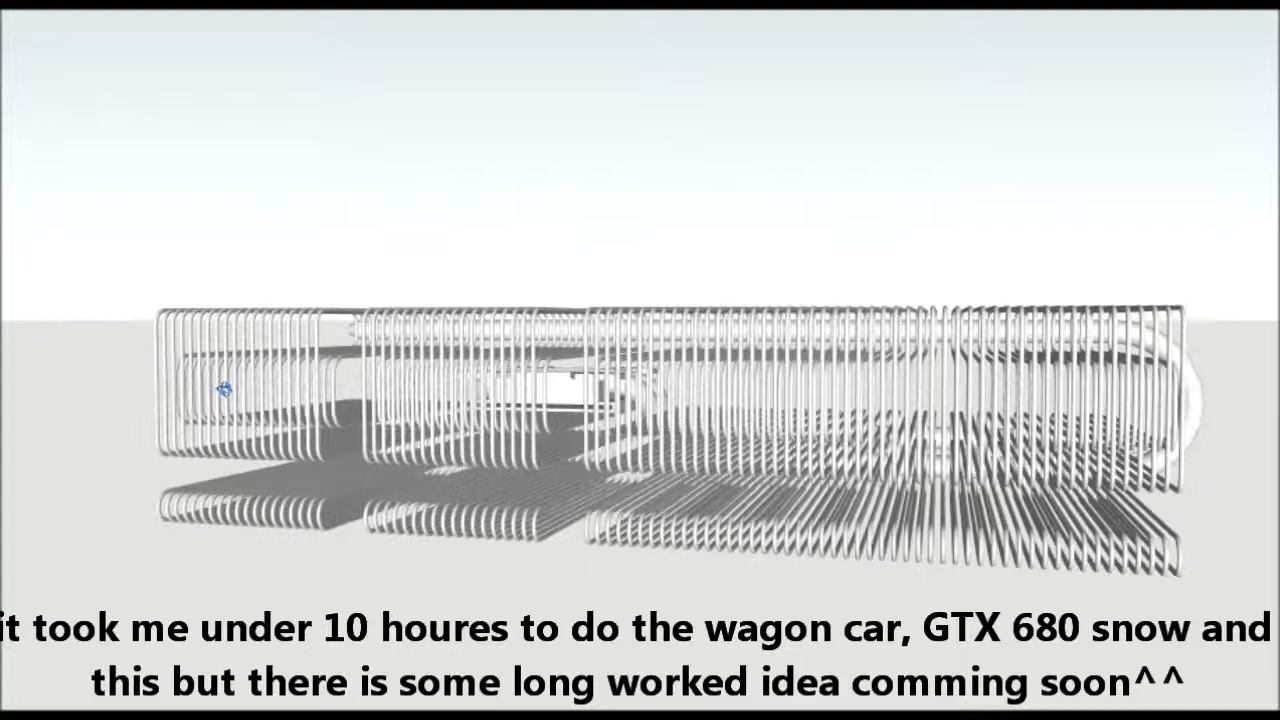 it took me under 10 houres to do the wagon car, GTX 680 snow and
this but there is some long worked idea comming soon^^